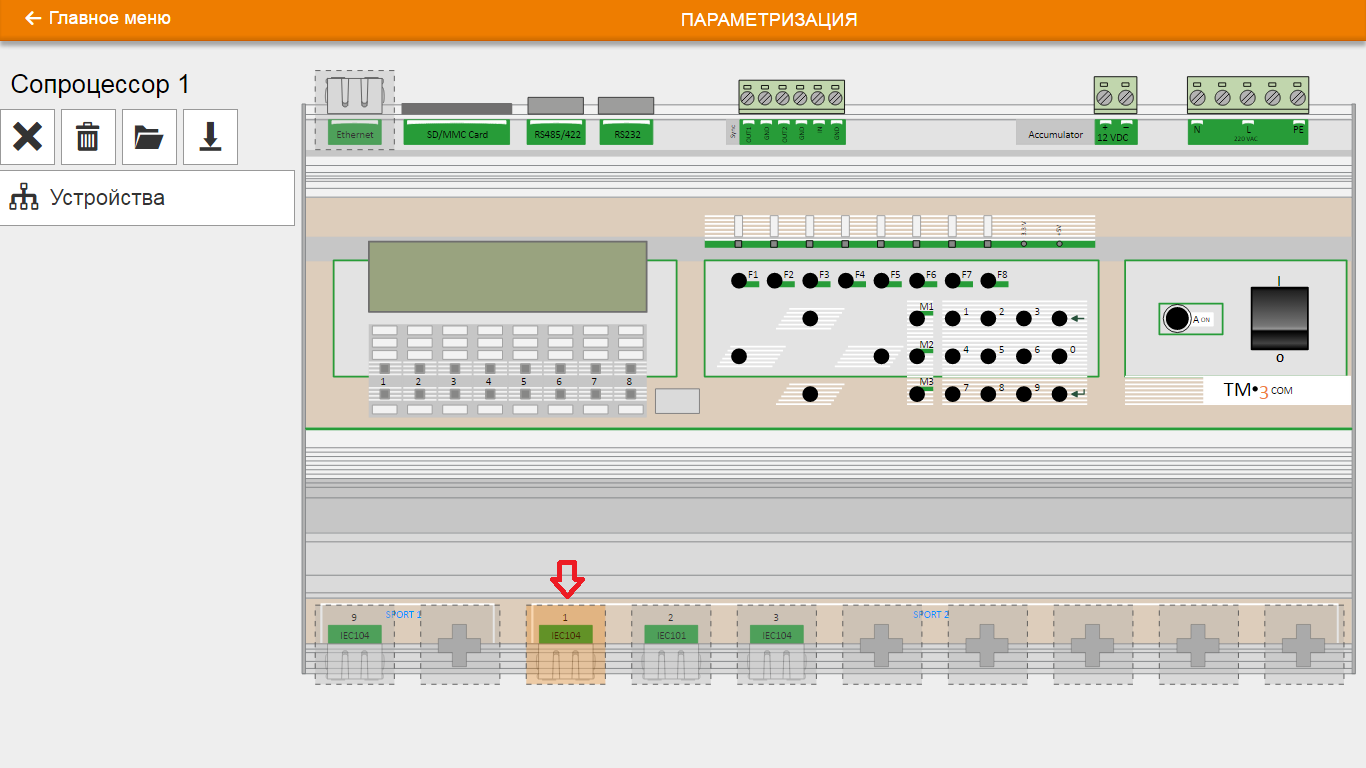 Главное меню
ПАРАМЕТРИЗАЦИЯ
Сопроцессор 1
Устройства
Ethernet
SD/MMC Card
RS485/422
RS232
Sync
OUT1
GND
OUT2
GND
IN
GND
Accumulator
+ −
12 VDC
N L PE
220 VAC
3.3 V
+5V
F1 F2 F3 F4 F5 F6 F7 F8
M1 1 2 3
M2 4 5 6 0
M3 7 8 9
1 2 3 4 5 6 7 8
A ON
I
O
TM•3 COM
SPORT 1
SPORT 2
9
IEC104
1
IEC104
2
IEC101
3
IEC104